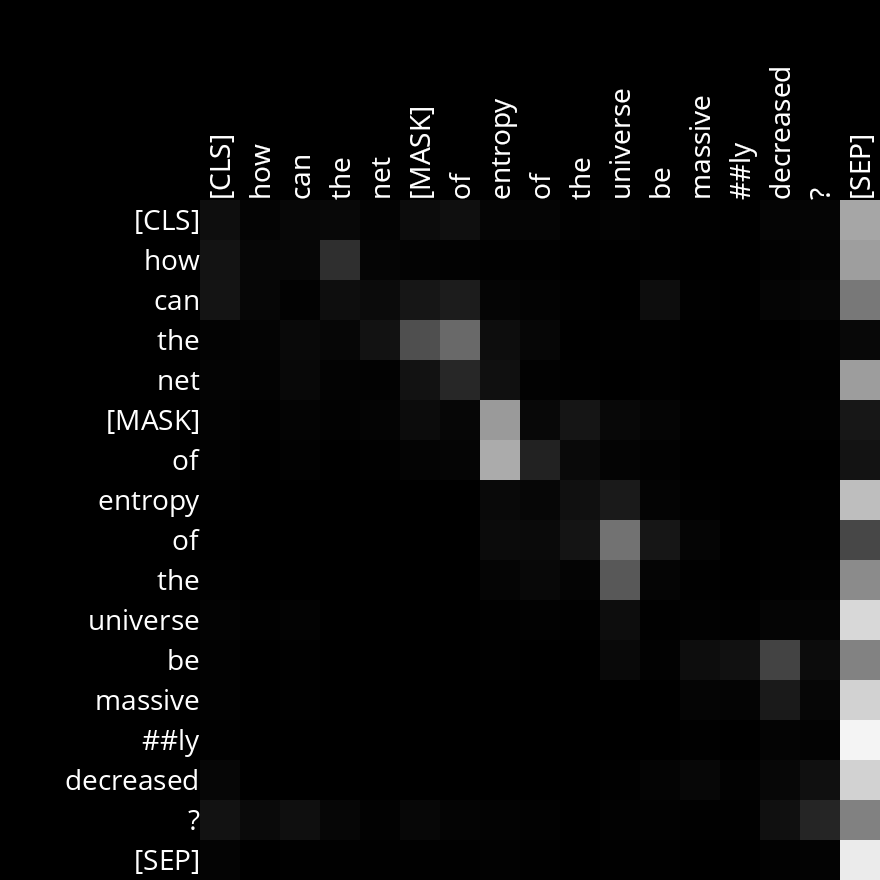 [CLS] how can the net [MASK] of entropy of the universe be massive ##ly decreased ? [SEP]
[CLS]
how
can
the
net
[MASK]
of
entropy
of
the
universe
be
massive
##ly
decreased
?
[SEP]